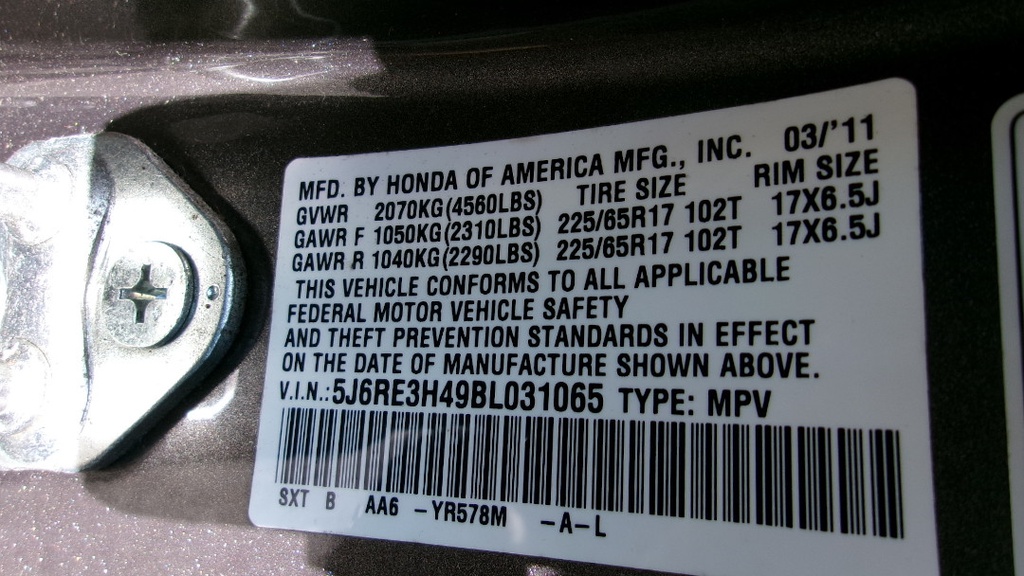 MFD. BY HONDA OF AMERICA MFG., INC. 03/'11
GVWR 2070KG(4560LBS) TIRE SIZE RIM SIZE
GAWR F 1050KG(2310LBS) 225/65R17 102T 17X6.5J
GAWR R 1040KG(2290LBS) 225/65R17 102T 17X6.5J
THIS VEHICLE CONFORMS TO ALL APPLICABLE
FEDERAL MOTOR VEHICLE SAFETY
AND THEFT PREVENTION STANDARDS IN EFFECT
ON THE DATE OF MANUFACTURE SHOWN ABOVE.
V.I.N.: 5J6RE3H49BL031065 TYPE: MPV
SXT B AA6 -YR578M -A-L